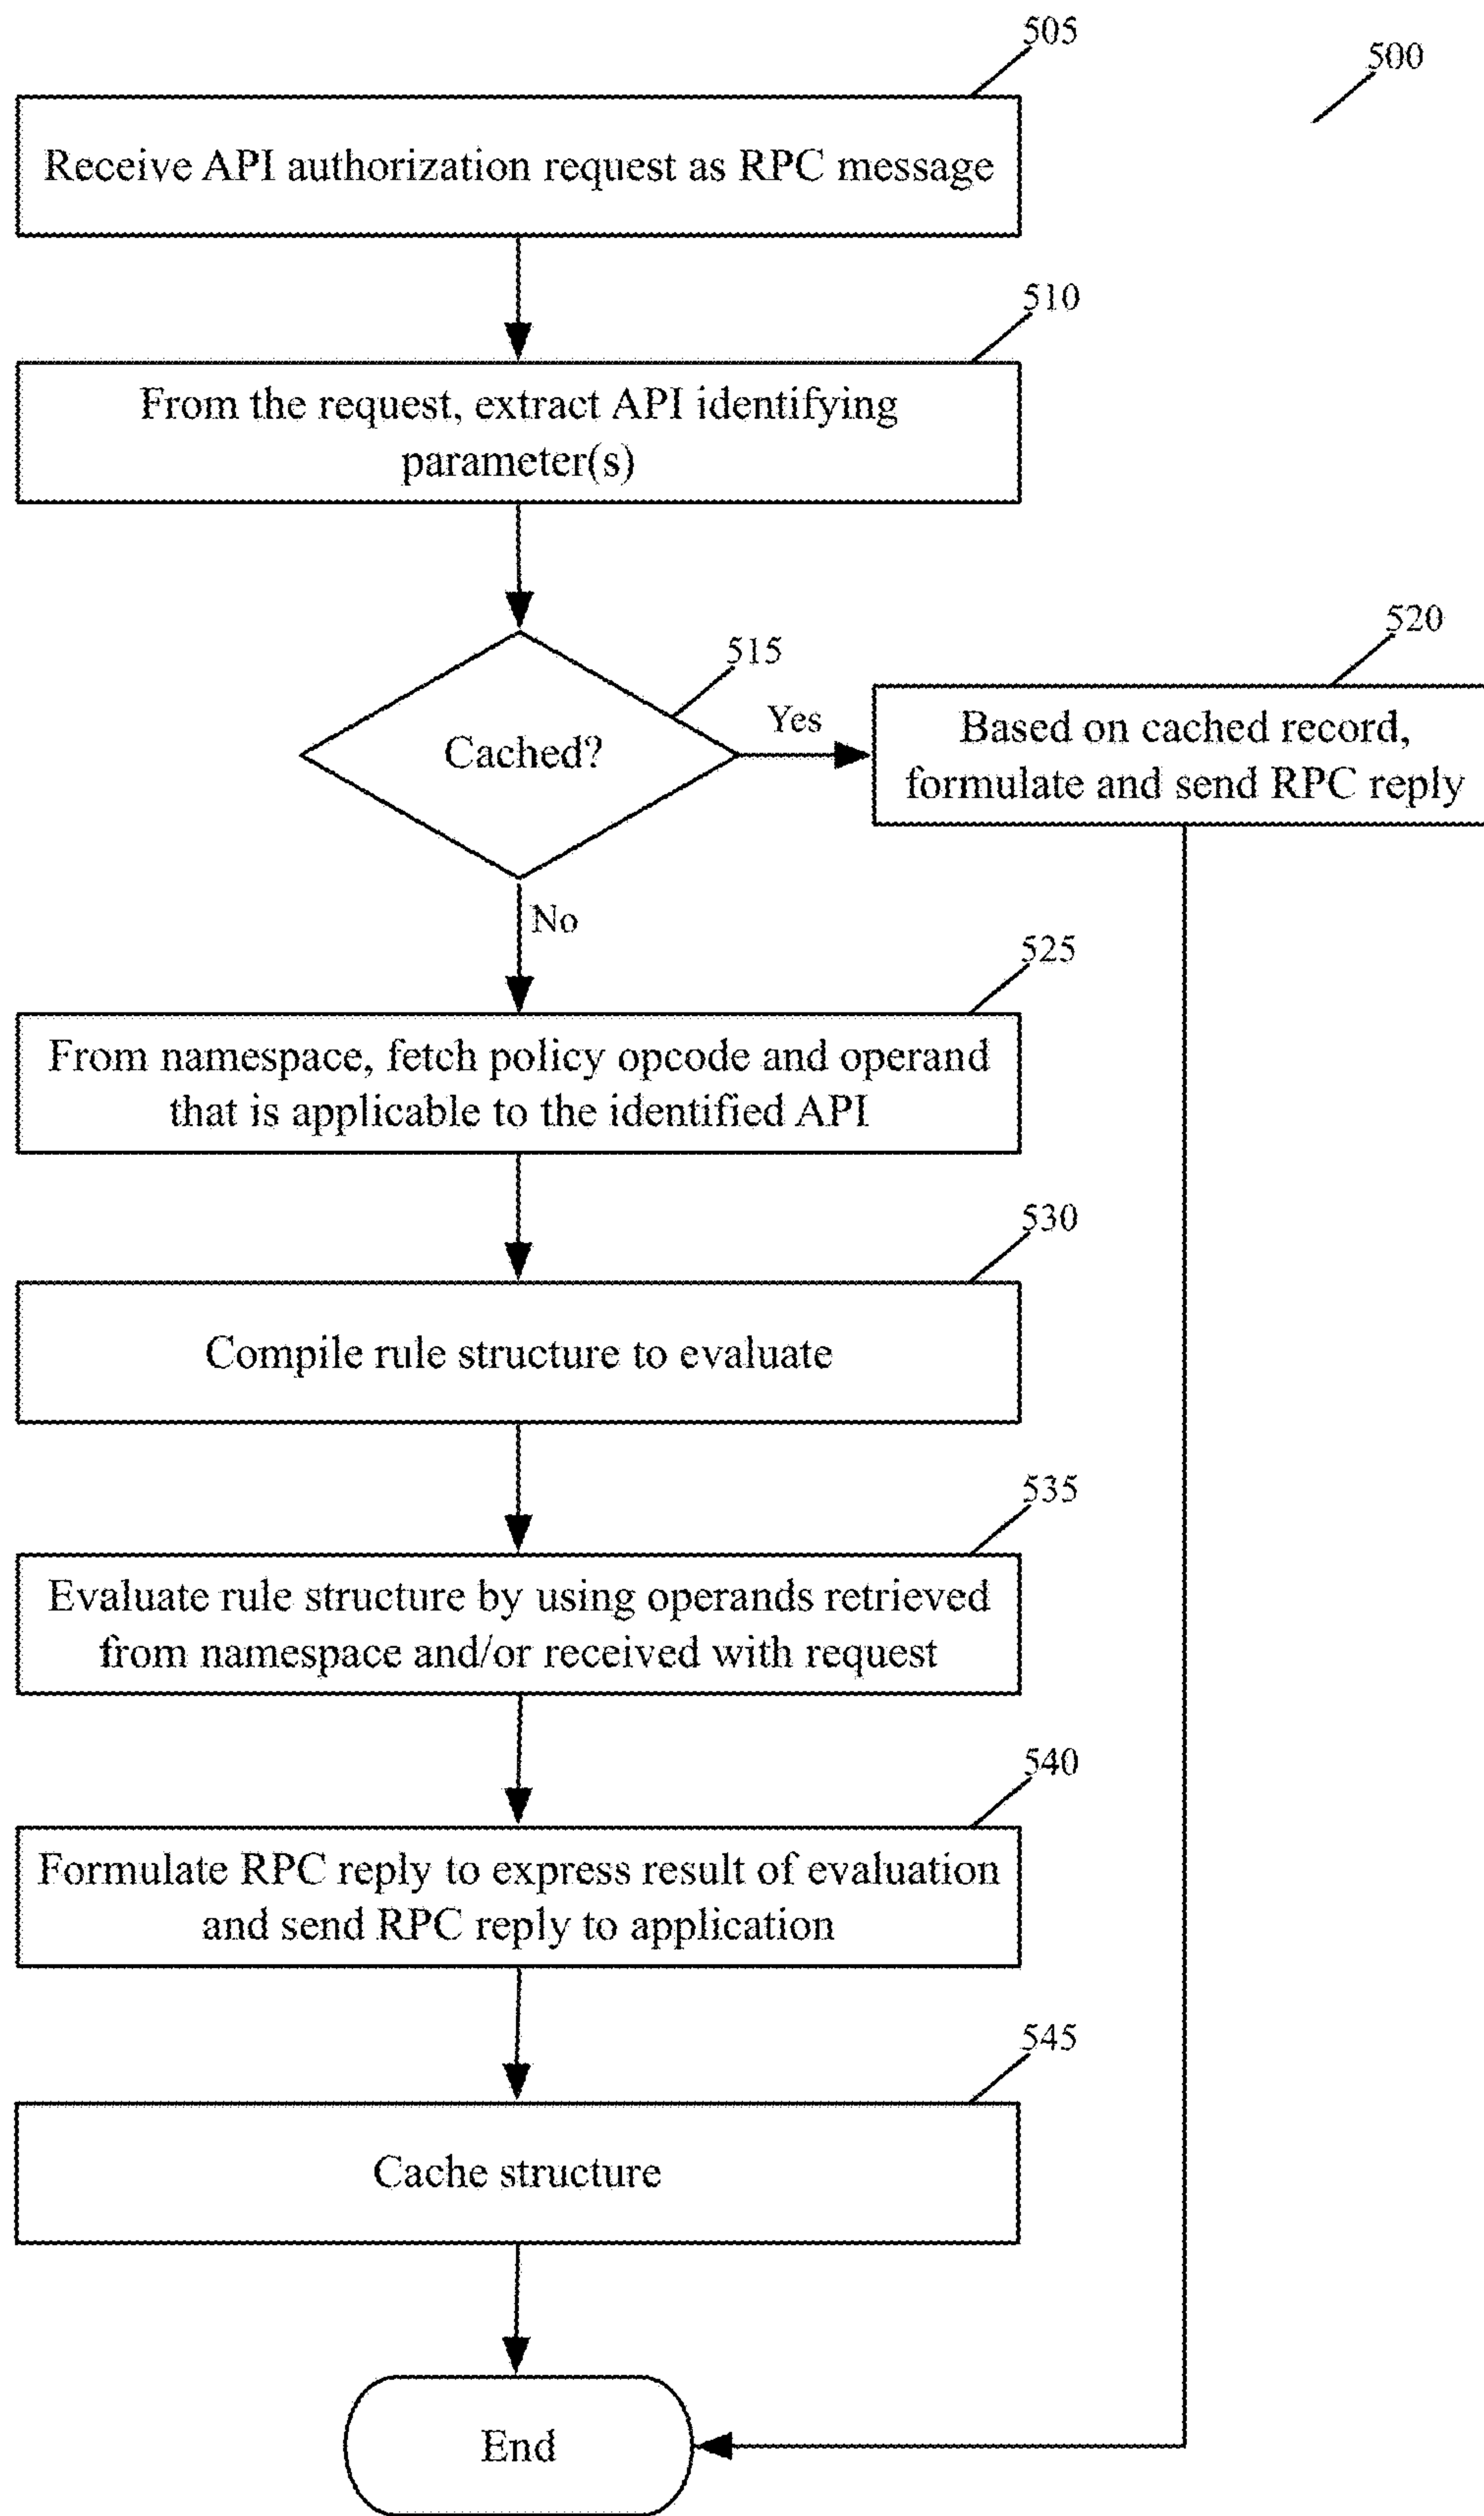 505
500
Receive API authorization request as RPC message
510
From the request, extract API identifying
parameter(s)
515
Cached?
Yes
520
Based on cached record,
formulate and send RPC reply
No
525
From namespace, fetch policy opcode and operand
that is applicable to the identified API
530
Compile rule structure to evaluate
535
Evaluate rule structure by using operands retrieved
from namespace and/or received with request
540
Formulate RPC reply to express result of evaluation
and send RPC reply to application
545
Cache structure
End